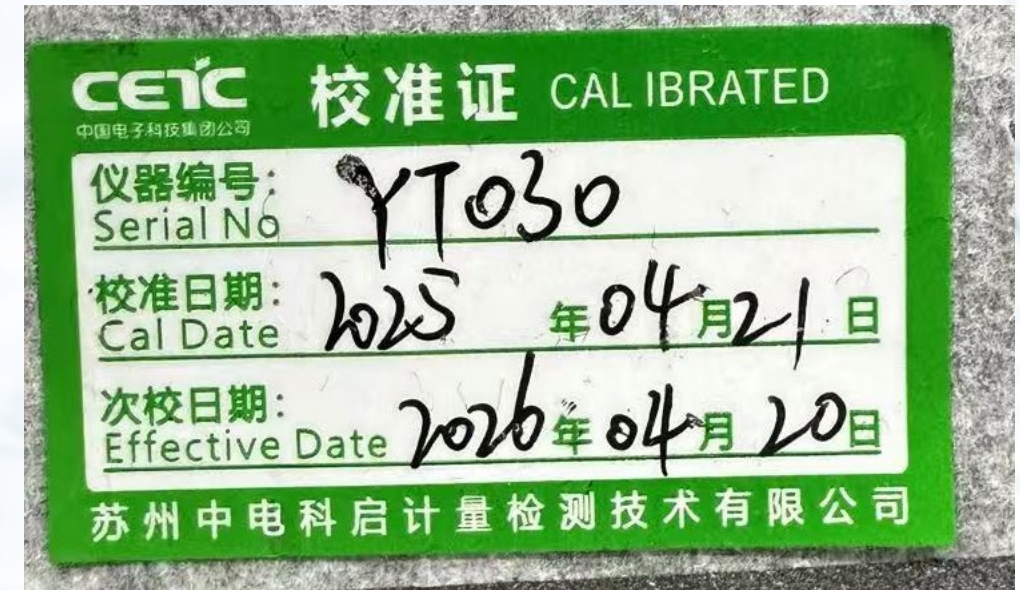 CETC 校准证 CALIBRATED
中国电子科技集团公司
仪器编号: YT030
Serial No
校准日期: 2025 年 04 月 21 日
Cal Date
次校日期: 2026 年 04 月 20 日
Effective Date
苏州中电科启计量检测技术有限公司